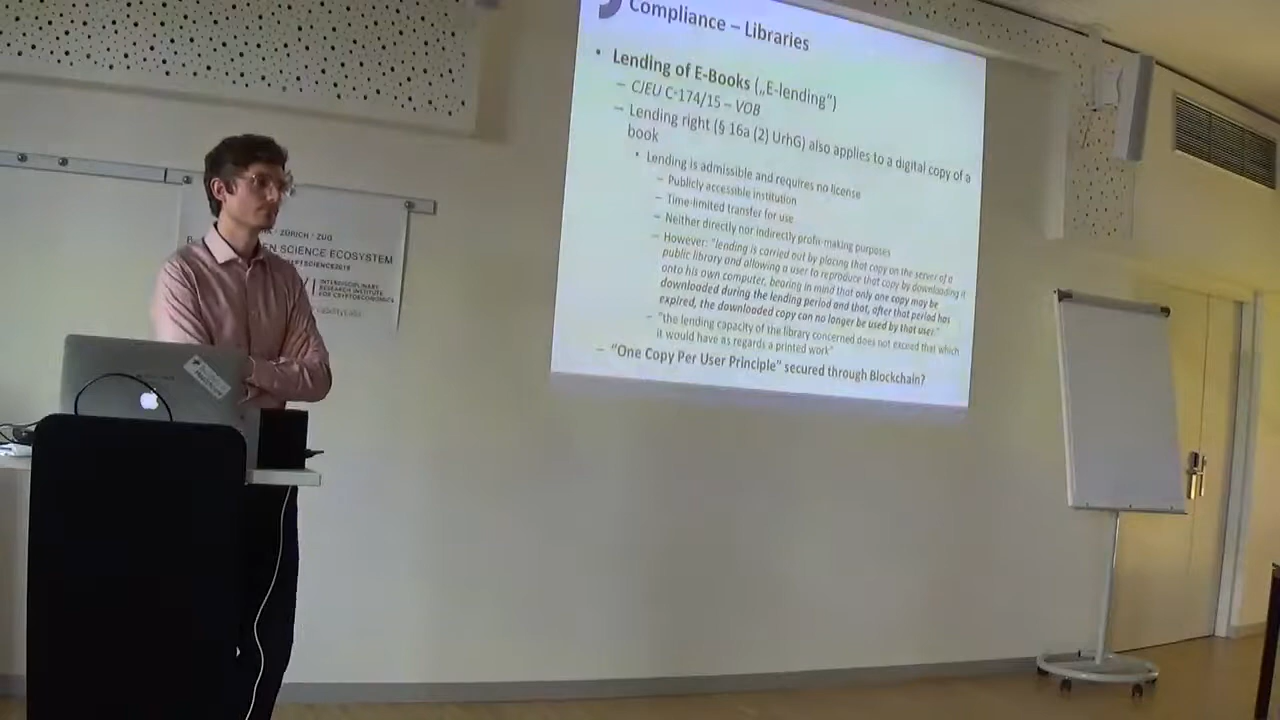 Compliance – Libraries
• Lending of E-Books („E-lending“)
– CJEU C-174/15 – VOB
– Lending right (§ 16a (2) UrhG) also applies to a digital copy of a
book
• Lending is admissible and requires no license
– Publicly accessible institution
– Time-limited transfer for use
– Neither directly nor indirectly profit-making purposes
– However: "lending is carried out by placing that copy on the server of a
public library and allowing a user to reproduce that copy by downloading it
onto his own computer, bearing in mind that only one copy may be
downloaded during the lending period and that, after that period has
expired, the downloaded copy can no longer be used by that user."
– "the lending capacity of the library concerned does not exceed that which
it would have as regards a printed work"
– "One Copy Per User Principle" secured through Blockchain?
· ZÜRICH · ZUG
EN SCIENCE ECOSYSTEM
INTERDISCIPLINARY
RESEARCH INSTITUTE
FOR CRYPTOECONOMICS